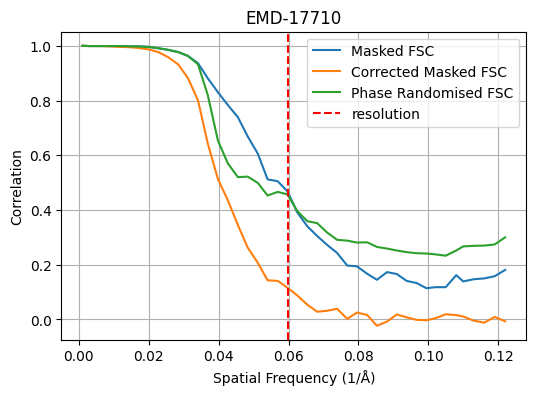 EMD-17710
Masked FSC
Corrected Masked FSC
Phase Randomised FSC
resolution
Correlation
1.0
0.8
0.6
0.4
0.2
0.0
0.00 0.02 0.04 0.06 0.08 0.10 0.12
Spatial Frequency (1/Å)